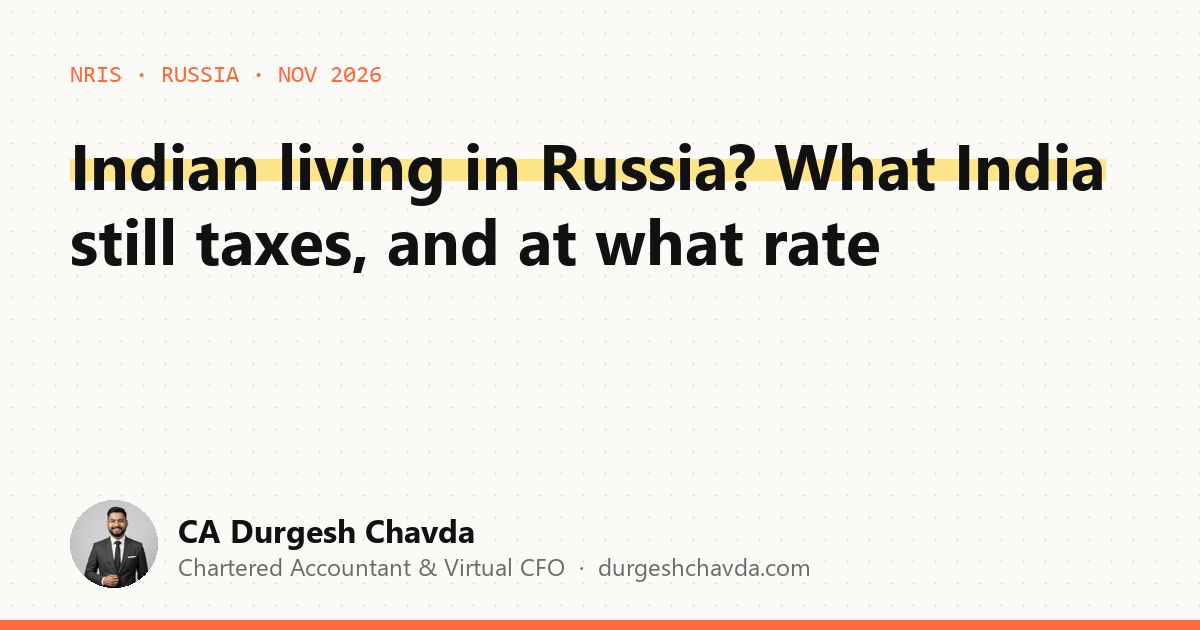 NRIS · RUSSIA · NOV 2026
Indian living in Russia? What India
still taxes, and at what rate
CA Durgesh Chavda
Chartered Accountant & Virtual CFO · durgeshchavda.com